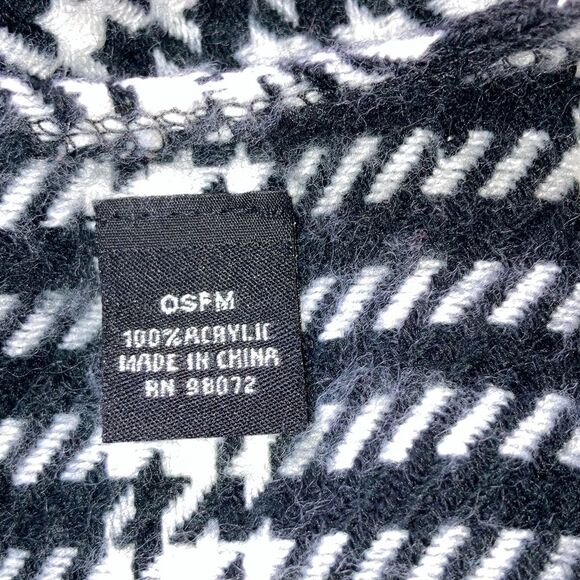 OSFM
100% ACRYLIC
MADE IN CHINA
RN 98072